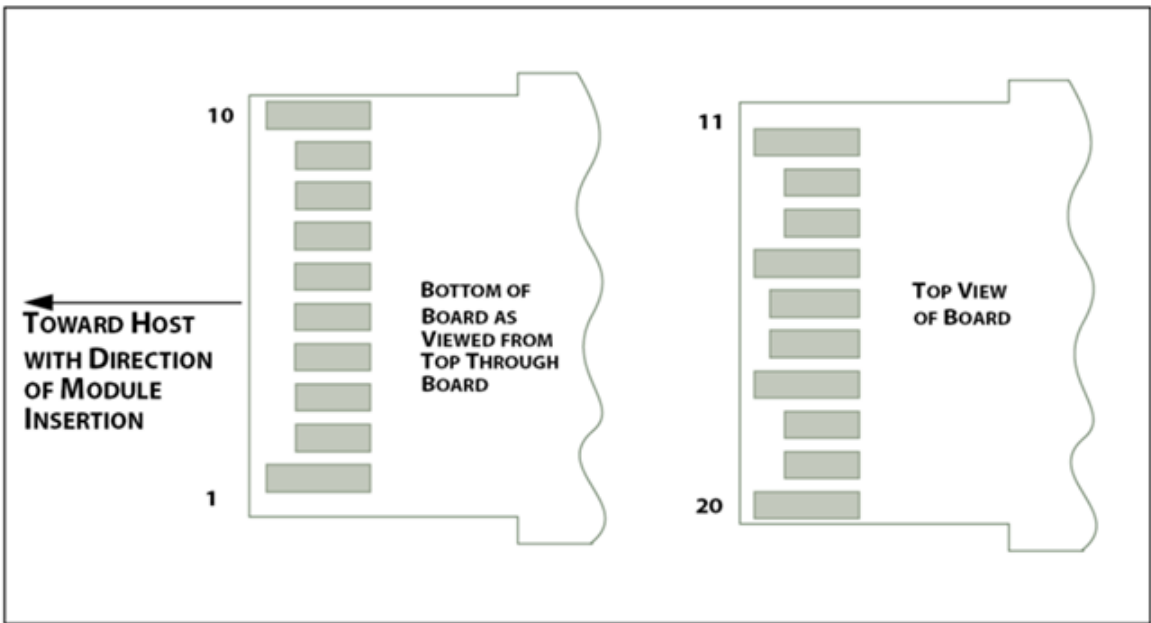 10
1
TOWARD HOST
WITH DIRECTION
OF MODULE
INSERTION
BOTTOM OF
BOARD AS
VIEWED FROM
TOP THROUGH
BOARD
11
20
TOP VIEW
OF BOARD